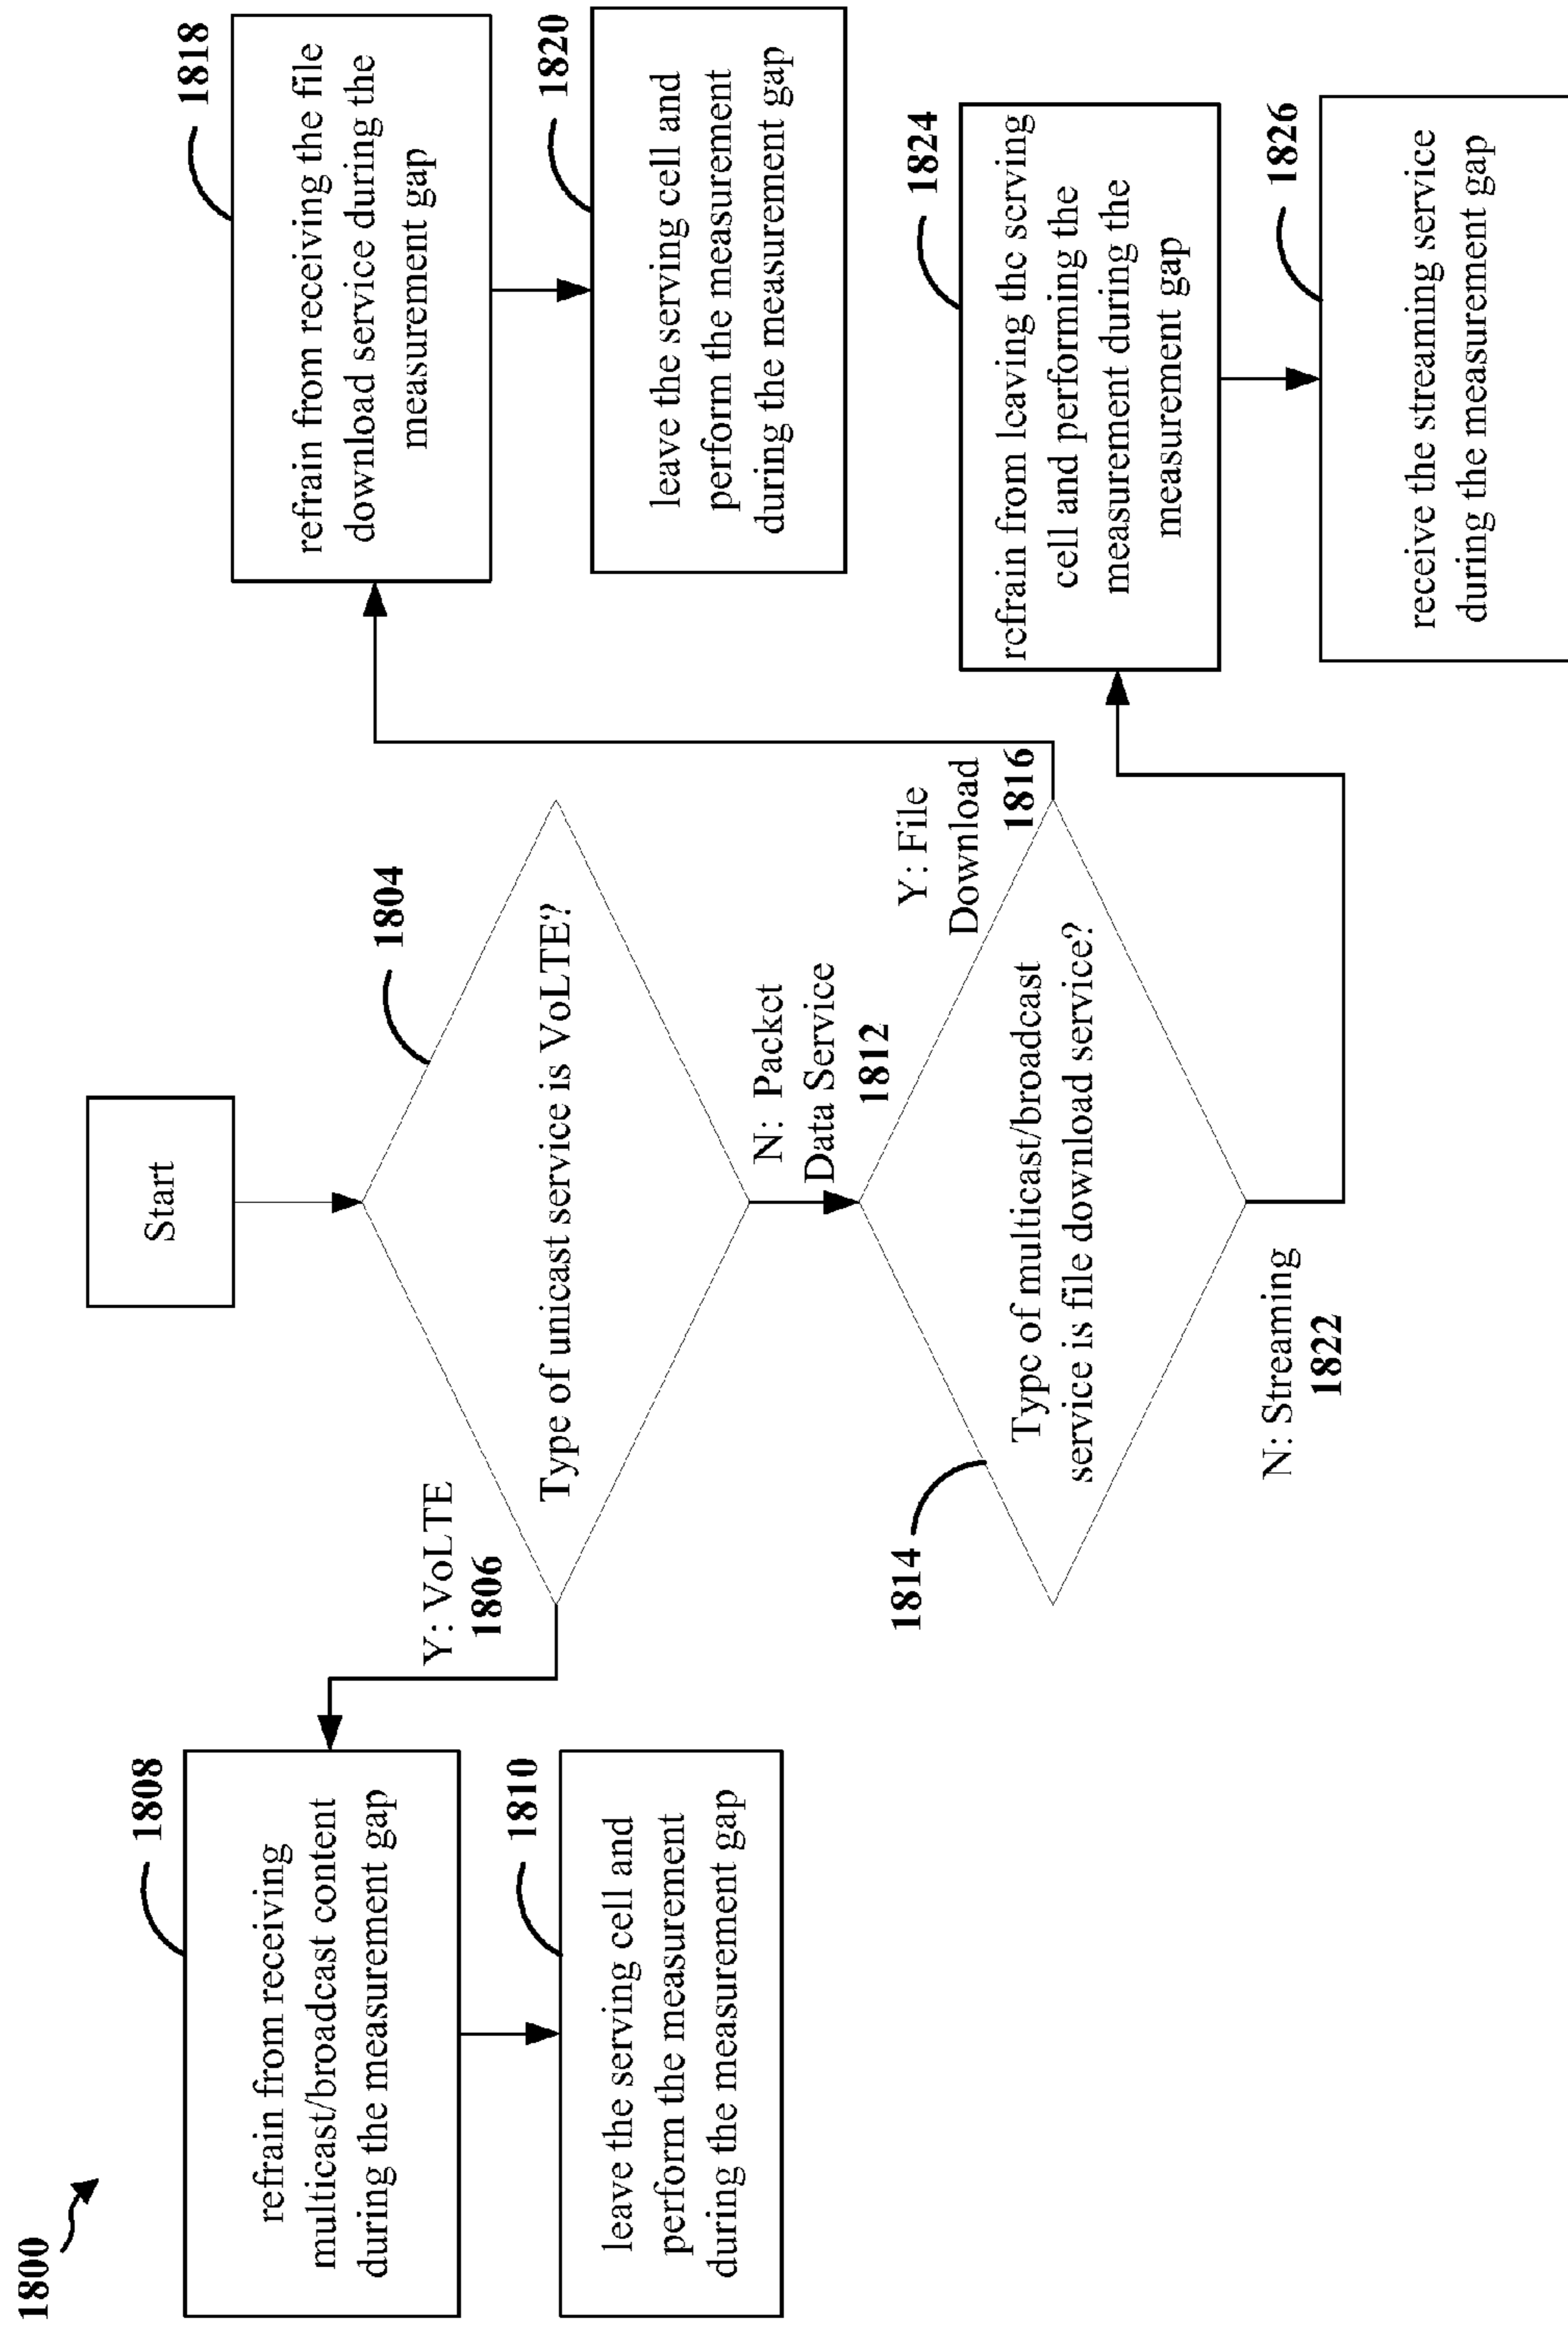 1800
Start
1804
Type of unicast service is VoLTE?
Y: VoLTE
1806
1808
refrain from receiving
multicast/broadcast content
during the measurement gap
1810
leave the serving cell and
perform the measurement
during the measurement gap
N: Packet
Data Service
1812
1814
Type of multicast/broadcast
service is file download service?
Y: File
Download
1816
1818
refrain from receiving the file
download service during the
measurement gap
1820
leave the serving cell and
perform the measurement
during the measurement gap
N: Streaming
1822
1824
refrain from leaving the serving
cell and performing the
measurement during the
measurement gap
1826
receive the streaming service
during the measurement gap